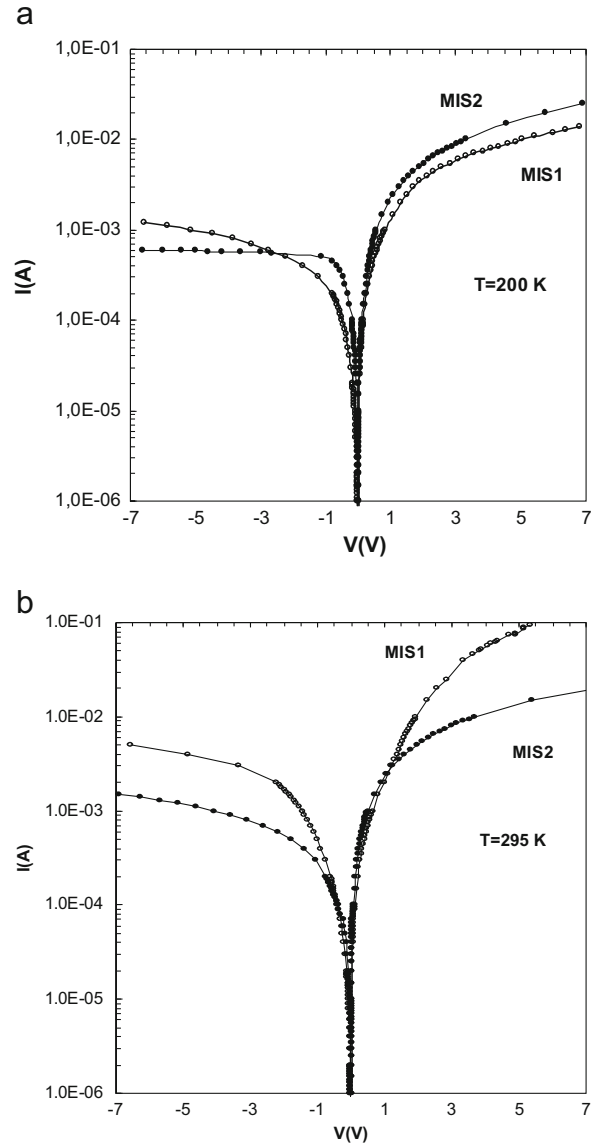 a
1,0E-01
1,0E-02
1,0E-03
1,0E-04
1,0E-05
1,0E-06
I(A)
MIS2
MIS1
T=200 K
-7 -5 -3 -1 1 3 5 7
V(V)
b
1.0E-01
1.0E-02
1.0E-03
1.0E-04
1.0E-05
1.0E-06
I(A)
MIS1
MIS2
T=295 K
-7 -5 -3 -1 1 3 5 7
V(V)